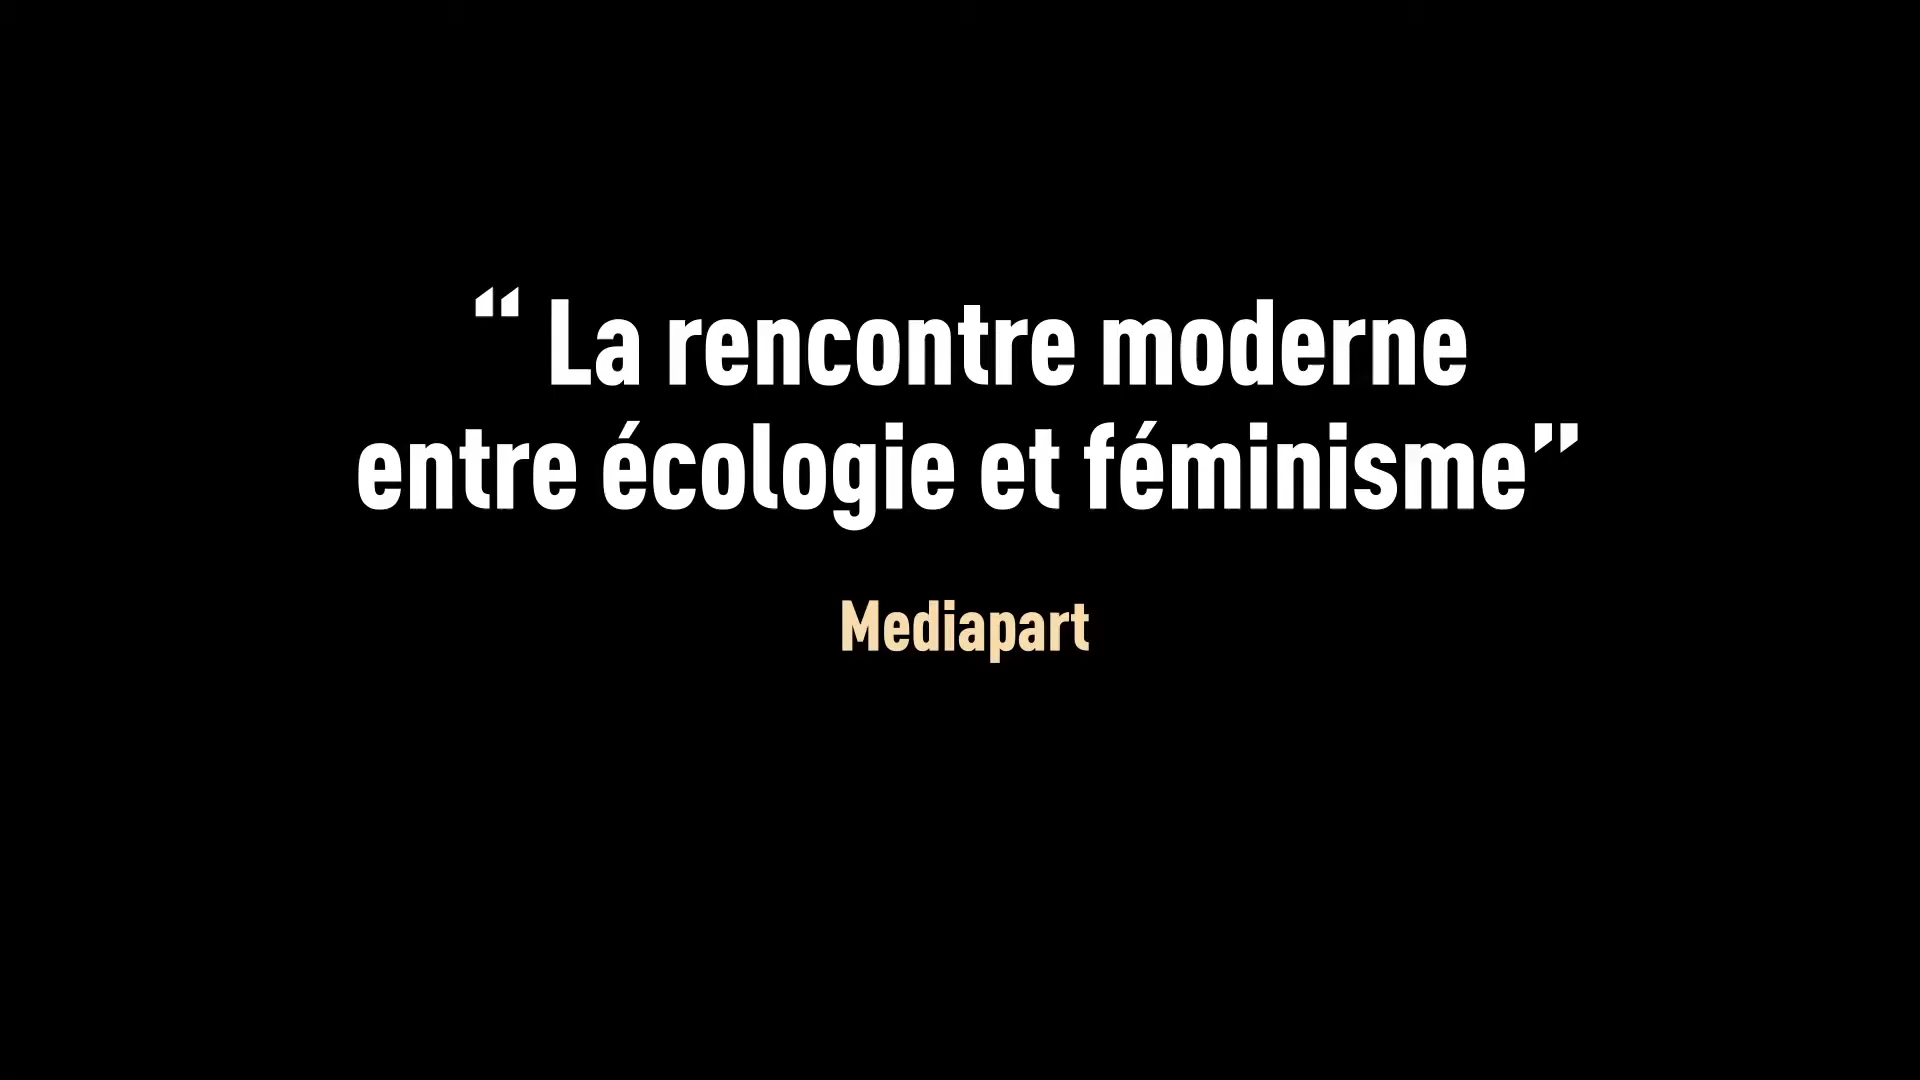 “ La rencontre moderne
entre écologie et féminisme”
Mediapart